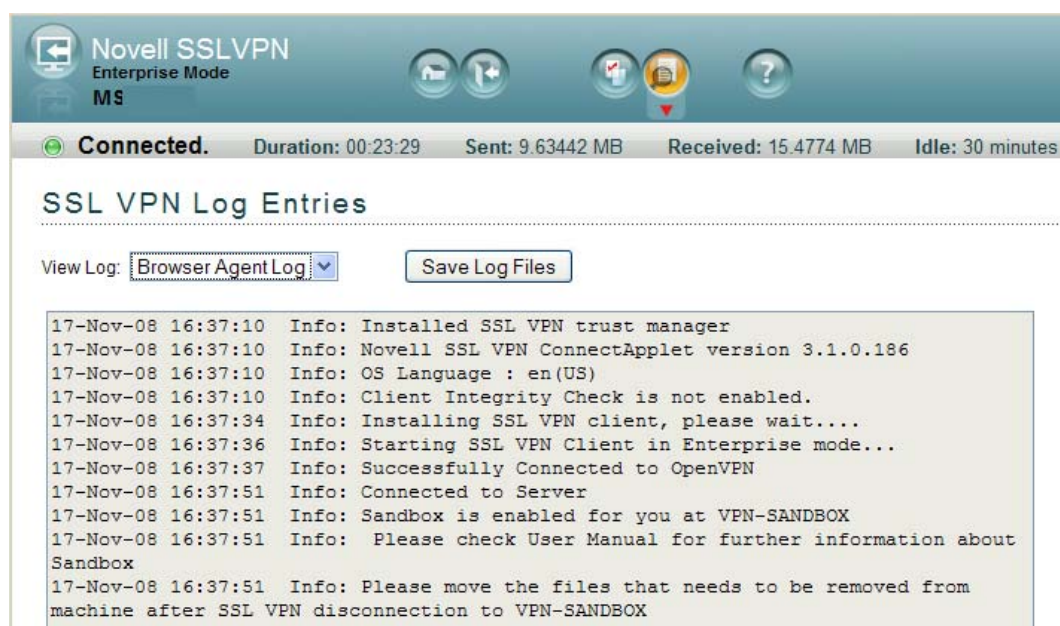 Novell SSLVPN
Enterprise Mode
MS
Connected. Duration: 00:23:29 Sent: 9.63442 MB Received: 15.4774 MB Idle: 30 minutes
SSL VPN Log Entries
View Log: Browser Agent Log Save Log Files
17-Nov-08 16:37:10 Info: Installed SSL VPN trust manager
17-Nov-08 16:37:10 Info: Novell SSL VPN ConnectApplet version 3.1.0.186
17-Nov-08 16:37:10 Info: OS Language : en(US)
17-Nov-08 16:37:10 Info: Client Integrity Check is not enabled.
17-Nov-08 16:37:34 Info: Installing SSL VPN client, please wait....
17-Nov-08 16:37:36 Info: Starting SSL VPN Client in Enterprise mode...
17-Nov-08 16:37:37 Info: Successfully Connected to OpenVPN
17-Nov-08 16:37:51 Info: Connected to Server
17-Nov-08 16:37:51 Info: Sandbox is enabled for you at VPN-SANDBOX
17-Nov-08 16:37:51 Info: Please check User Manual for further information about
Sandbox
17-Nov-08 16:37:51 Info: Please move the files that needs to be removed from
machine after SSL VPN disconnection to VPN-SANDBOX